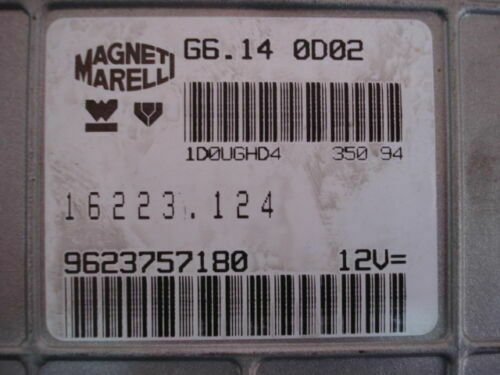 MAGNETI
MARELLI
G6.14 0D02
1D0UGHD4 350 94
16223.124
9623757180 12V=